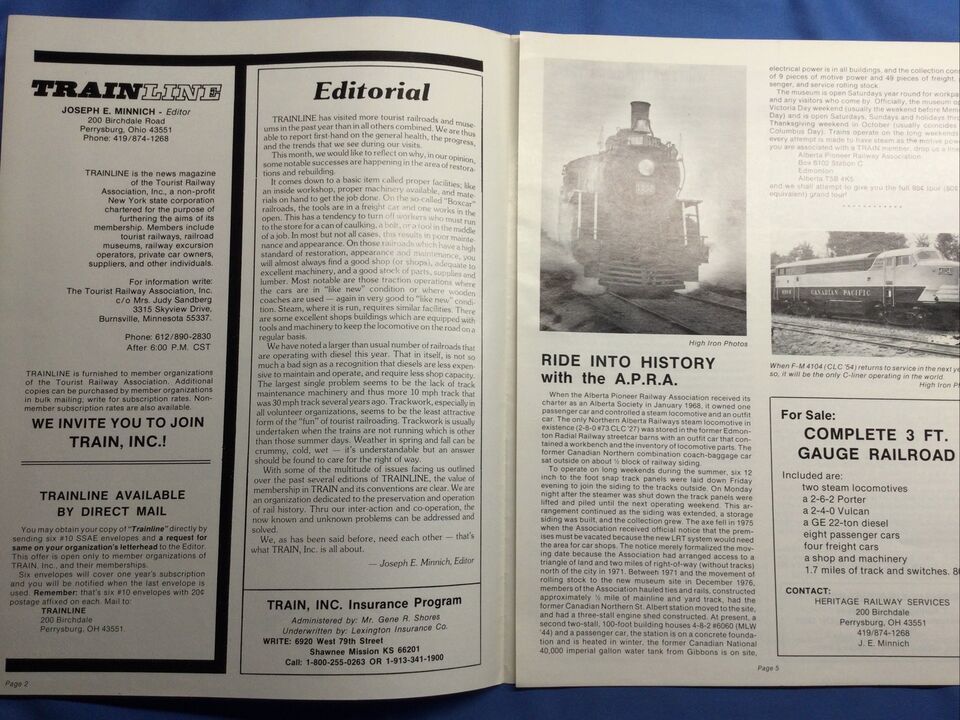 TRAINLINE
JOSEPH E. MINNICH - Editor
200 Birchdale Road
Perrysburg, Ohio 43551
Phone: 419/874-1268
TRAINLINE is the news magazine
of the Tourist Railway
Association, Inc., a non-profit
New York state corporation
chartered for the purpose of
furthering the aims of its
membership. Members include
tourist railways, railroad
museums, railway excursion
operators, private car owners,
suppliers, and other individuals.
For information write:
The Tourist Railway Association, Inc.
c/o Mrs. Judy Sandberg
3315 Skyview Drive,
Burnsville, Minnesota 55337.
Phone: 612/890-2830
After 6:00 P.M. CST
TRAINLINE is furnished to member organizations
of the Tourist Railway Association. Additional
copies can be purchased by member organizations
in bulk mailing, write for subscription rates. Non-
member subscription rates are also available.
WE INVITE YOU TO JOIN
TRAIN, INC.!
TRAINLINE AVAILABLE
BY DIRECT MAIL
You may obtain your copy of "Trainline" directly by
sending six #10 SSAE envelopes and a request for
same on your organization's letterhead to the Editor.
This offer is open only to member organizations of
TRAIN, Inc., and their memberships.
Six envelopes will cover one year's subscription
and you will be notified when the last envelope is
used. Remember: that's six #10 envelopes with 20¢
postage affixed on each. Mail to:
TRAINLINE
200 Birchdale
Perrysburg, OH 43551.
Page 2
Editorial
TRAINLINE has visited more tourist railroads and muse-
ums in the past year than in all others combined. We are thus
able to report first-hand on the general health, the progress,
and the trends that we see during our visits.
This month, we would like to reflect on why, in our opinion,
some notable successes are happening in the area of restora-
tions and rebuilding.
It comes down to a basic item called proper facilities; like
an inside workshop, proper machinery available, and mate-
rials on hand to get the job done. On the so-called "Boxcar"
railroads, the tools are in a freight car and one works in the
open. This has a tendency to turn off workers who must run
to the store for a can of caulking, a bolt, or a tool in the middle
of a job. In most but not all cases, this results in poor mainte-
nance and appearance. On those railroads which have a high
standard of restoration, appearance and maintenance, you
will almost always find a good shop (or shops), adequate to
excellent machinery, and a good stock of parts, supplies and
lumber. Most notable are those traction operations where
the cars are in "like new" condition or where wooden
coaches are used — again in very good to "like new" condi-
tion. Steam, where it is run, requires similar facilities. There
are some excellent shops buildings which are equipped with
tools and machinery to keep the locomotive on the road on a
regular basis.
We have noted a larger than usual number of railroads that
are operating with diesel this year. That in itself, is not so
much a bad sign as a recognition that diesels are less expen-
sive to maintain and operate, and require less shop capacity.
The largest single problem seems to be the lack of track
maintenance machinery and thus more 10 mph track that
was 30 mph track several years ago. Trackwork, especially in
all volunteer organizations, seems to be the least attractive
form of the "fun" of tourist railroading. Trackwork is usually
undertaken when the trains are not running which is other
than those summer days. Weather in spring and fall can be
crummy, cold, wet — it's understandable but an answer
should be found to care for the right of way.
With some of the multitude of issues facing us outlined
over the past several editions of TRAINLINE, the value of
membership in TRAIN and its conventions are clear. We are
an organization dedicated to the preservation and operation
of rail history. Thru our inter-action and co-operation, the
now known and unknown problems can be addressed and
solved.
We, as has been said before, need each other — that's
what TRAIN, Inc. is all about.
— Joseph E. Minnich, Editor
TRAIN, INC. Insurance Program
Administered by: Mr. Gene R. Shores
Underwritten by: Lexington Insurance Co.
WRITE: 6920 West 79th Street
Shawnee Mission KS 66201
Call: 1-800-255-0263 OR 1-913-341-1900
High Iron Photos
RIDE INTO HISTORY
with the A.P.R.A.
When the Alberta Pioneer Railway Association received its
charter as an Alberta Society in January 1968, it owned one
passenger car and controlled a steam locomotive and an outfit
car. The only Northern Alberta Railways steam locomotive in
existence (2-8-0 #73 CLC '27) was stored in the former Edmon-
ton Radial Railway streetcar barns with an outfit car that con-
tained a workbench and the inventory of locomotive parts. The
former Canadian Northern combination coach-baggage car
sat outside on about ½ block of railway siding.
To operate on long weekends during the summer, six 12
inch to the foot snap track panels were laid down Friday
evening to join the siding to the tracks outside. On Monday
night after the steamer was shut down the track panels were
lifted and piled until the next operating weekend. This ar-
rangement continued as the siding was extended, a storage
siding was built, and the collection grew. The axe fell in 1975
when the Association received official notice that the prem-
ises must be vacated because the new LRT system would need
the area for car shops. The notice merely formalized the mov-
ing date because the Association had arranged access to a
triangle of land and two miles of right-of-way (without tracks)
north of the city in 1971. Between 1971 and the movement of
rolling stock to the new museum site in December 1976,
members of the Association hauled ties and rails, constructed
approximately ½ mile of mainline and yard track, had the
former Canadian Northern St. Albert station moved to the site,
and had a three-stall engine shed constructed. At present, a
second two-stall, 100-foot building houses 4-8-2 #6060 (MLW
'44) and a passenger car, the station is on a concrete founda-
tion and is heated in winter, the former Canadian National
40,000 imperial gallon water tank from Gibbons is on site,
electrical power is in all buildings, and the collection con
of 9 pieces of motive power and 49 pieces of freight,
senger, and service rolling stock.
The museum is open Saturdays year round for workpa
and any visitors who come by. Officially, the museum op
Victoria Day weekend (usually the weekend before Mem
Day) and is open Saturdays, Sundays and holidays thr
Thanksgiving weekend in October (usually coincides
Columbus Day). Trains operate on the long weekends
every attempt is made to have steam as the motive pow
you are associated with a TRAIN member, drop us a line
Alberta Pioneer Railway Association
Box 6102 Station C
Edmonton
Alberta T5B 4K5
and we shall attempt to give you the full 99¢ tour (80¢
equivalent) grand tour!
CANADIAN PACIFIC
When F-M 4104 (CLC '54) returns to service in the next ye
so, it will be the only C-liner operating in the world.
High Iron Ph
For Sale:
COMPLETE 3 FT.
GAUGE RAILROAD
Included are:
two steam locomotives
a 2-6-2 Porter
a 2-4-0 Vulcan
a GE 22-ton diesel
eight passenger cars
four freight cars
a shop and machinery
1.7 miles of track and switches. 80
CONTACT:
HERITAGE RAILWAY SERVICES
200 Birchdale
Perrysburg, OH 43551
419/874-1268
J. E. Minnich
Page 5